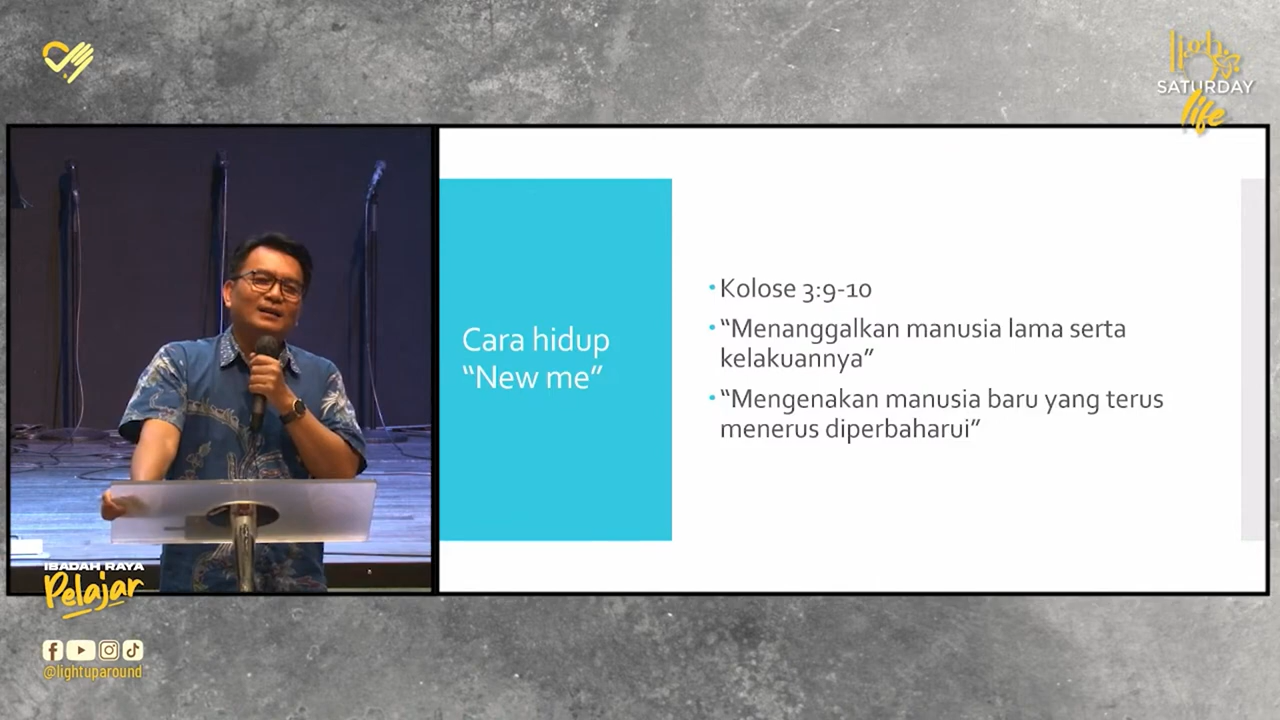 Light
SATURDAY
life
Cara hidup
“New me”
•Kolose 3:9-10
•“Menanggalkan manusia lama serta
kelakuannya”
•“Mengenakan manusia baru yang terus
menerus diperbaharui”
IBADAH RAYA
Pelajar
@lightuparound